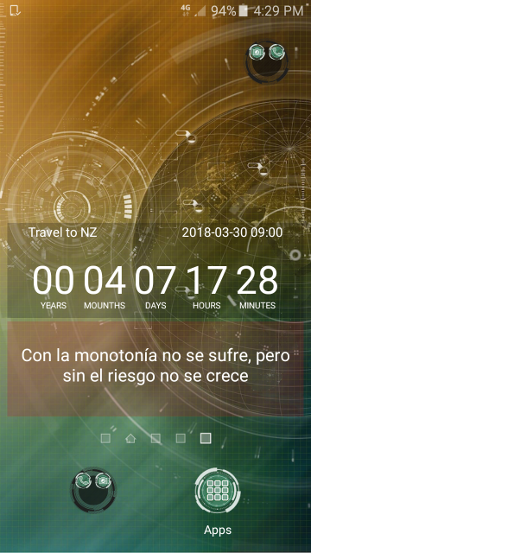 4G 94% 4:29 PM
Travel to NZ 2018-03-30 09:00
00 04 07 17 28
YEARS MOUNTHS DAYS HOURS MINUTES
Con la monotonía no se sufre, pero
sin el riesgo no se crece
Apps